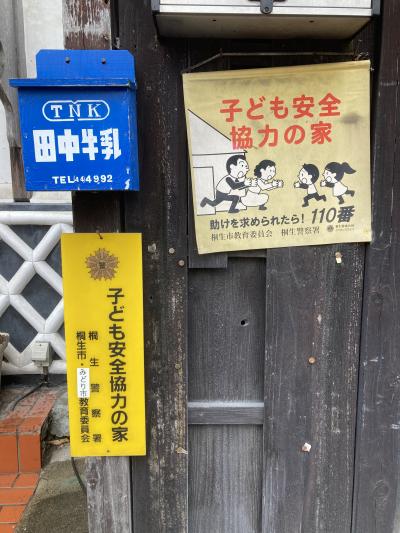 TNK
田中牛乳
TEL44-4992
子ども安全
協力の家
助けを求められたら! 110番
桐生市教育委員会 桐生警察署
子ども安全協力の家
桐生警察署
桐生市・みどり市教育委員会